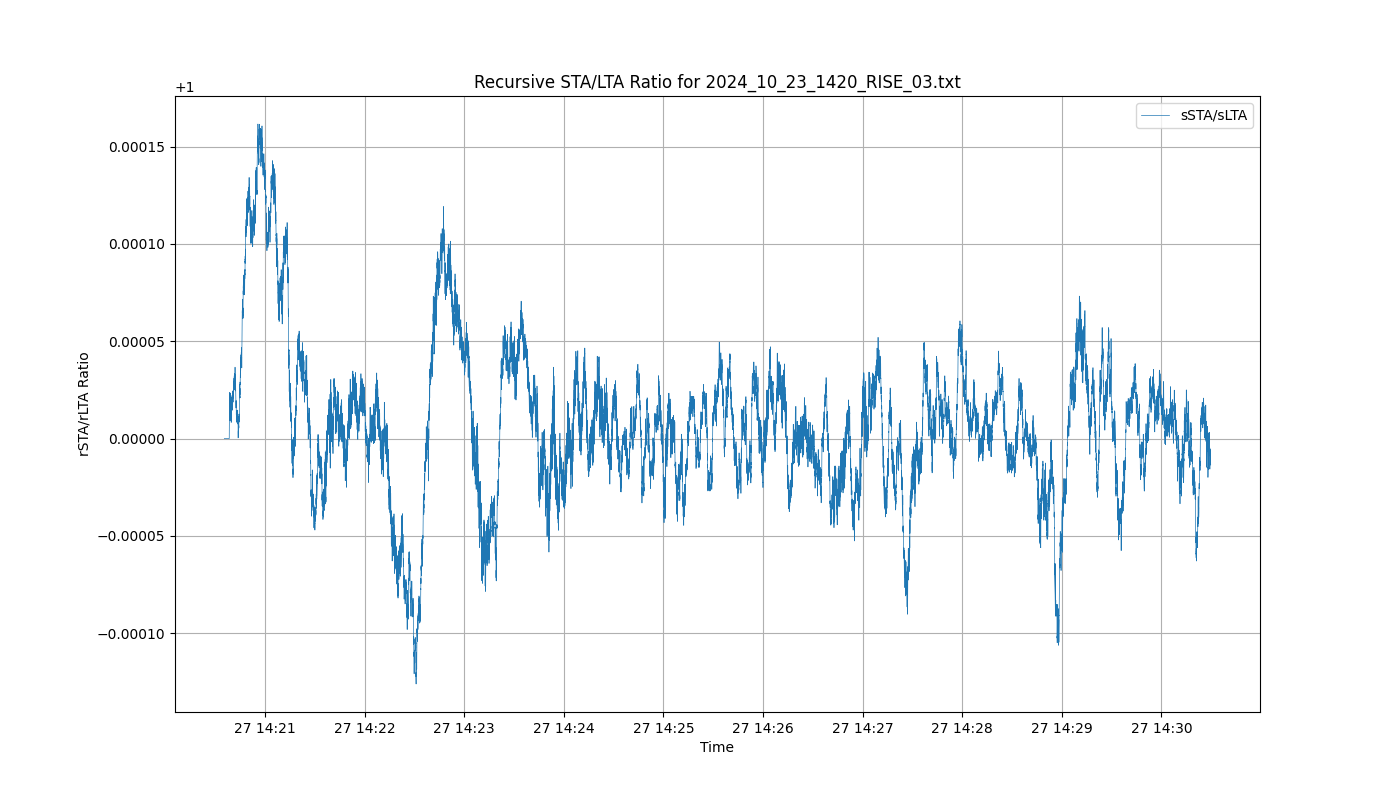 Recursive STA/LTA Ratio for 2024_10_23_1420_RISE_03.txt
+1
sSTA/sLTA
0.00015
0.00010
0.00005
0.00000
−0.00005
−0.00010
rSTA/rLTA Ratio
27 14:21 27 14:22 27 14:23 27 14:24 27 14:25 27 14:26 27 14:27 27 14:28 27 14:29 27 14:30
Time